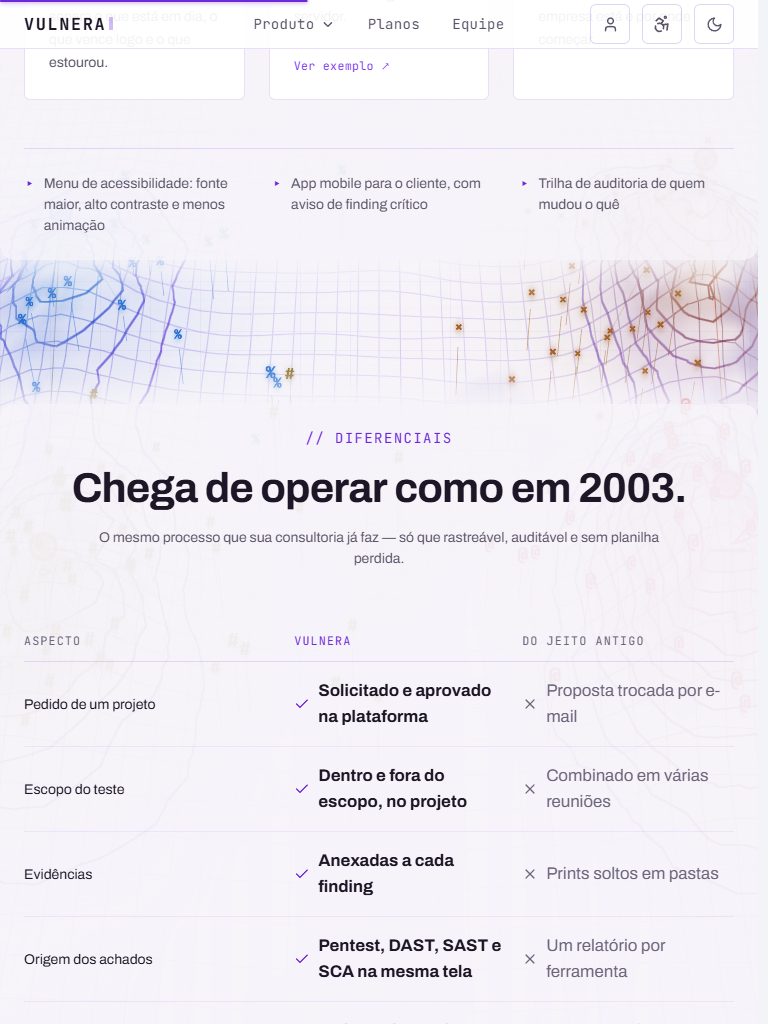 VULNERA
Produto
Planos
Equipe
que vence logo e o que
estourou.
Ver exemplo ↗
Menu de acessibilidade: fonte
maior, alto contraste e menos
animação
App mobile para o cliente, com
aviso de finding crítico
Trilha de auditoria de quem
mudou o quê
// DIFERENCIAIS
Chega de operar como em 2003.
O mesmo processo que sua consultoria já faz — só que rastreável, auditável e sem planilha
perdida.
ASPECTO
VULNERA
DO JEITO ANTIGO
Pedido de um projeto
Solicitado e aprovado
na plataforma
Proposta trocada por e-
mail
Escopo do teste
Dentro e fora do
escopo, no projeto
Combinado em várias
reuniões
Evidências
Anexadas a cada
finding
Prints soltos em pastas
Origem dos achados
Pentest, DAST, SAST e
SCA na mesma tela
Um relatório por
ferramenta